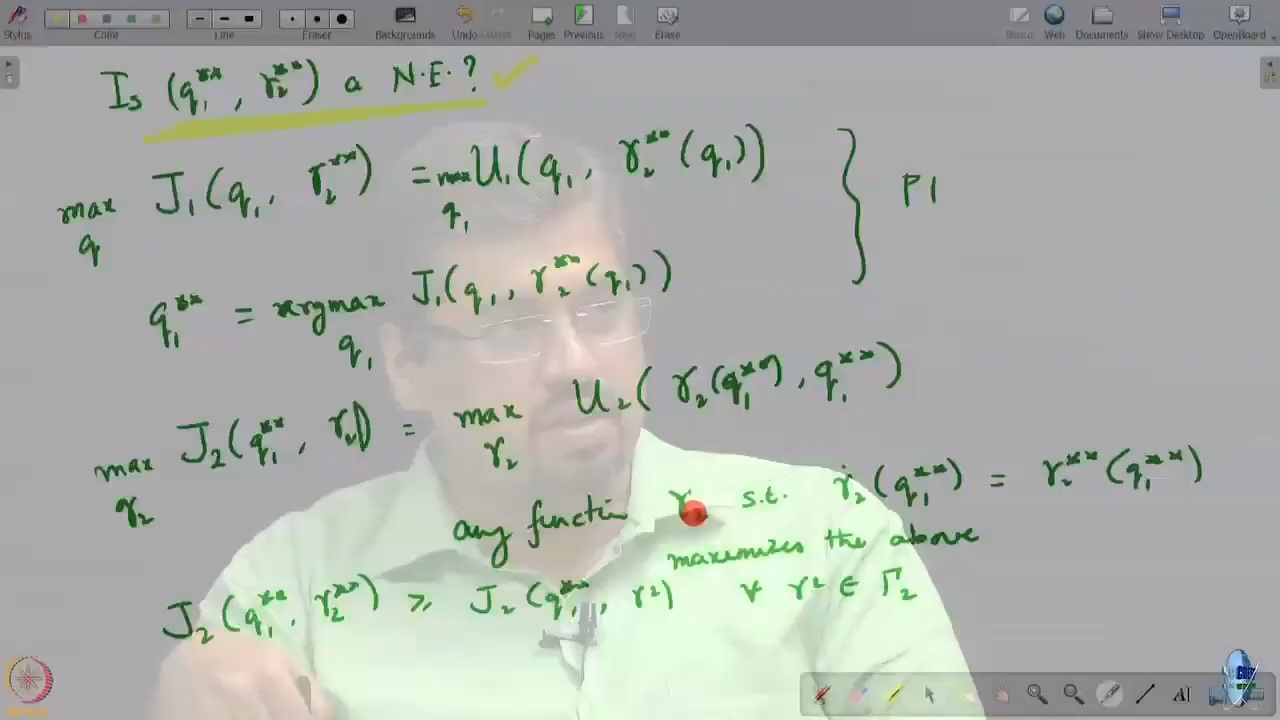 Stylus Color Line Eraser Backgrounds Undo Redo Pages Previous Next Erase Board Web Documents Show Desktop OpenBoard
Is (q₁**, γ₂**) a N.E.? ✓
max J₁(q₁, γ₂**) = max U₁(q₁, γ₂**(q₁)) } P1
q q₁
q₁** = argmax J₁(q₁, γ₂**(q₁))
q₁
max J₂(q₁**, γ₂) = max U₂(γ₂(q₁**), q₁**)
γ₂ γ₂
any function γ₂ s.t. γ₂(q₁**) = γ₂**(q₁**)
maximizes the above
J₂(q₁**, γ₂**) ≥ J₂(q₁**, γ²) ∀ γ² ∈ Γ₂